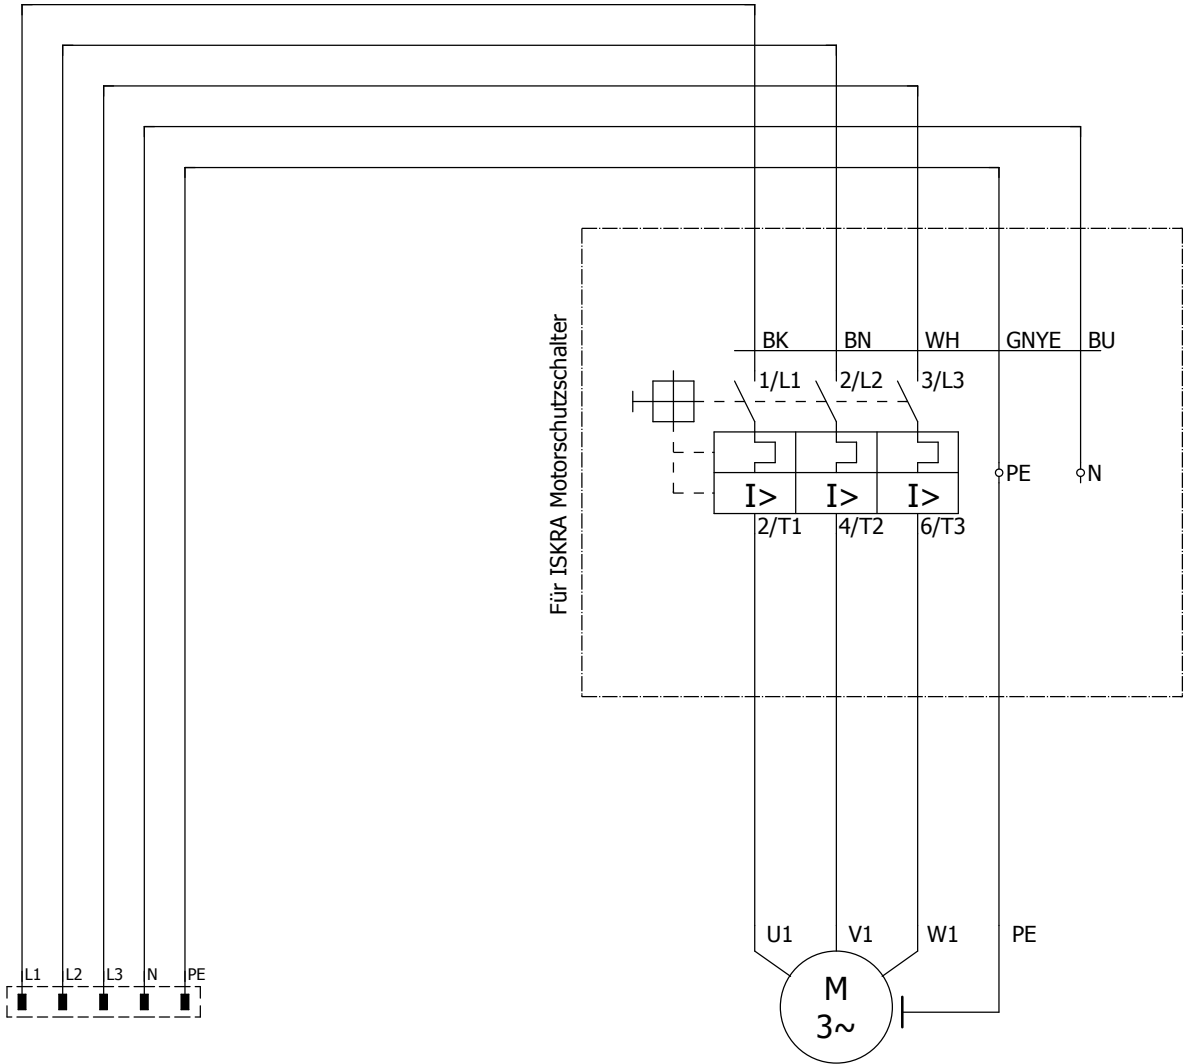 BK BN WH GNYE BU
1/L1 2/L2 3/L3
Für ISKRA Motorschutzschalter
PE N
I> I> I>
2/T1 4/T2 6/T3
U1 V1 W1 PE
L1 L2 L3 N PE
M
3~